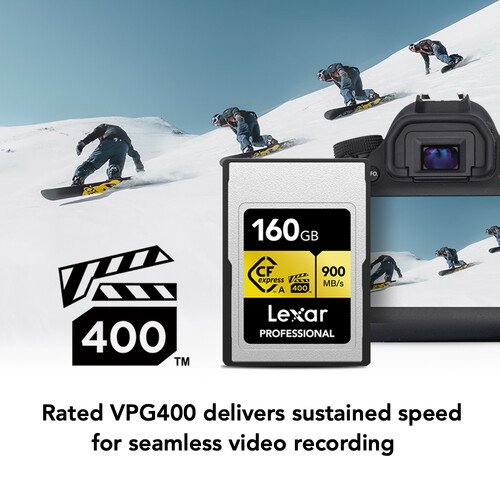 FO.
160GB
CF
express
A
400
900
MB/s
Lexar
PROFESSIONAL
400
TM
Rated VPG400 delivers sustained speed
for seamless video recording